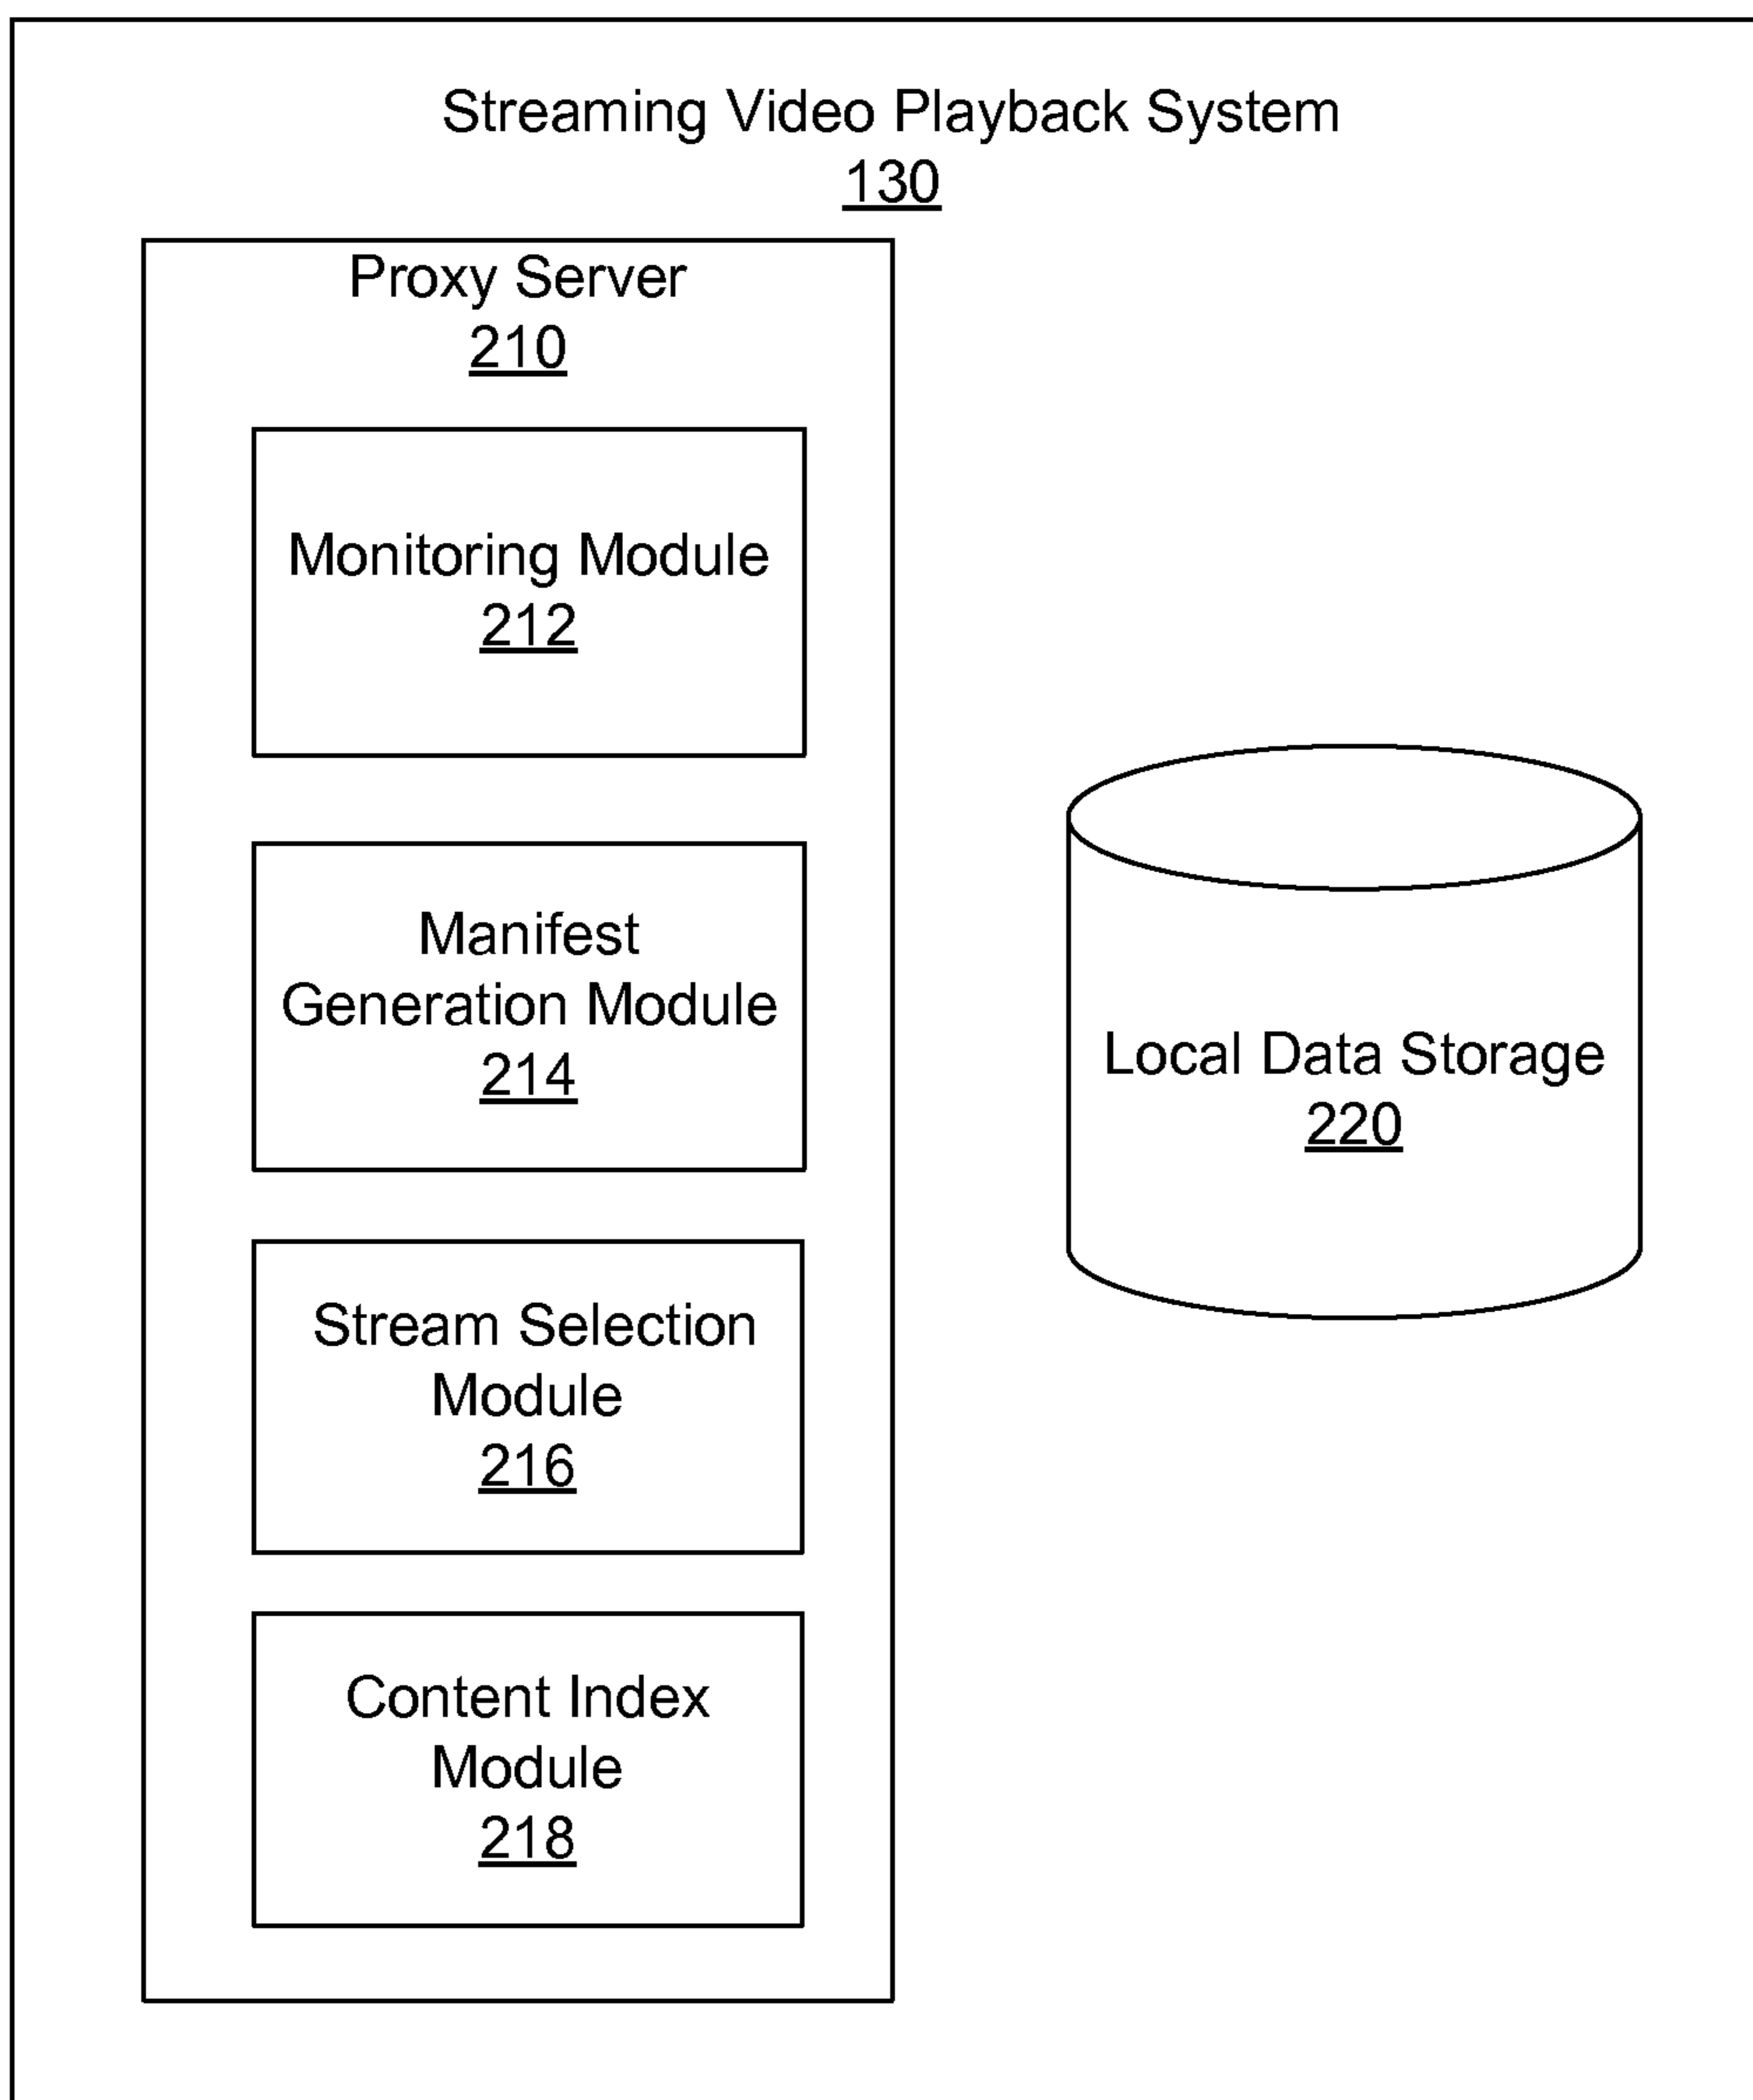 Streaming Video Playback System
130
Proxy Server
210
Monitoring Module
212
Manifest
Generation Module
214
Stream Selection
Module
216
Content Index
Module
218
Local Data Storage
220